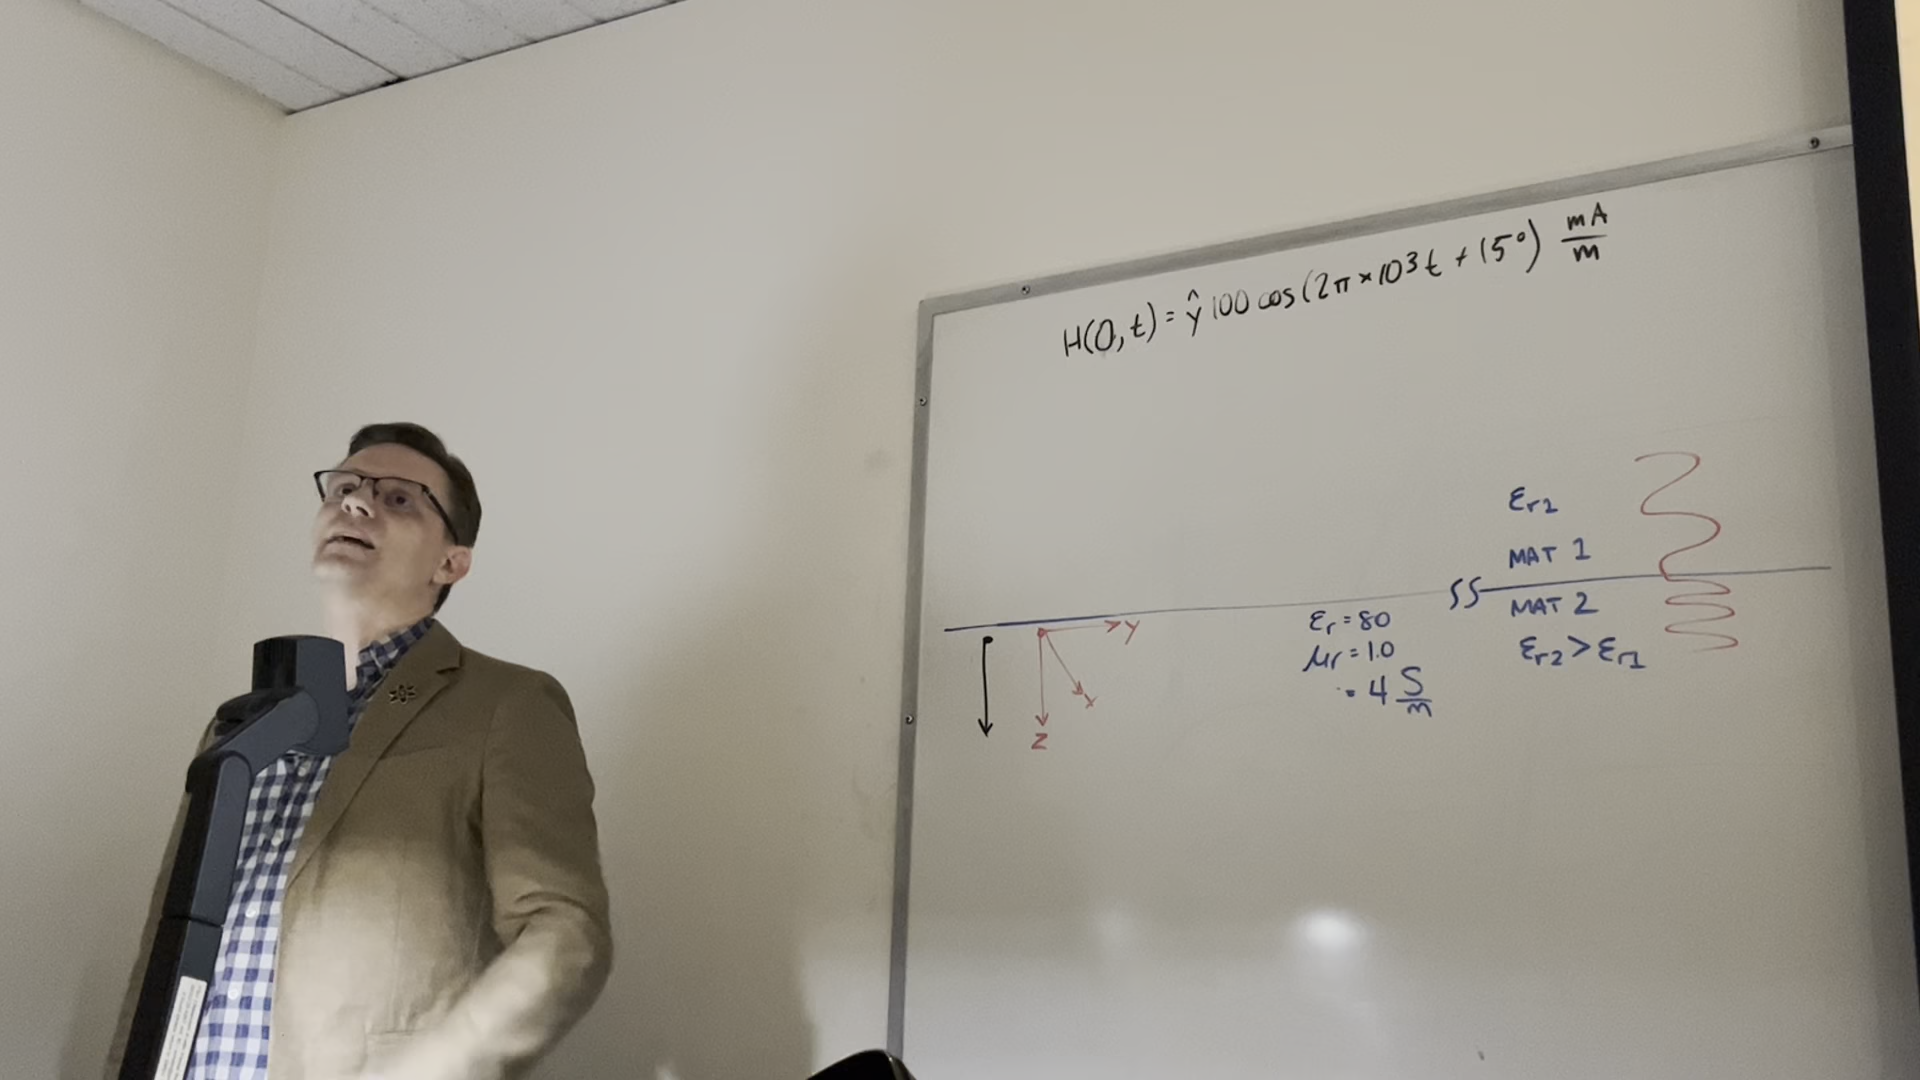 H(0,t) = ŷ 100 cos(2π×10³t + 15°) mA/m
εr2
MAT 1
MAT 2
εr2 > εr1
εr = 80
μr = 1.0
= 4 S/m
y
x
z